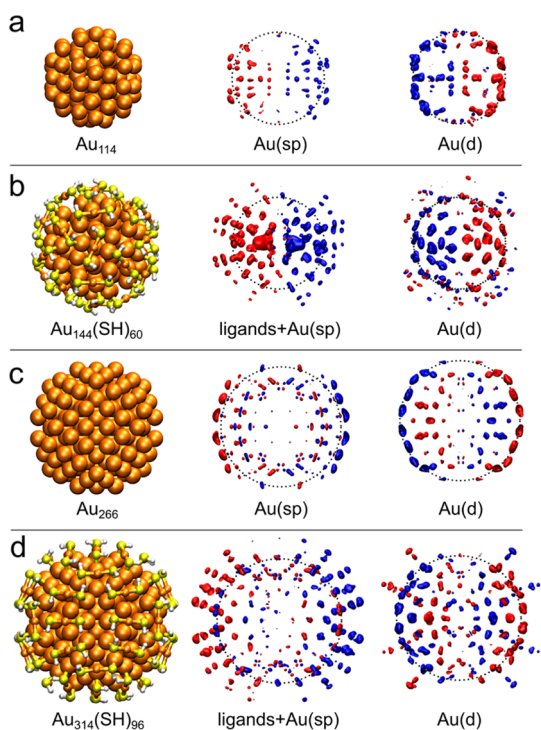 a
Au114 Au(sp) Au(d)
b
Au144(SH)60 ligands+Au(sp) Au(d)
c
Au266 Au(sp) Au(d)
d
Au314(SH)96 ligands+Au(sp) Au(d)